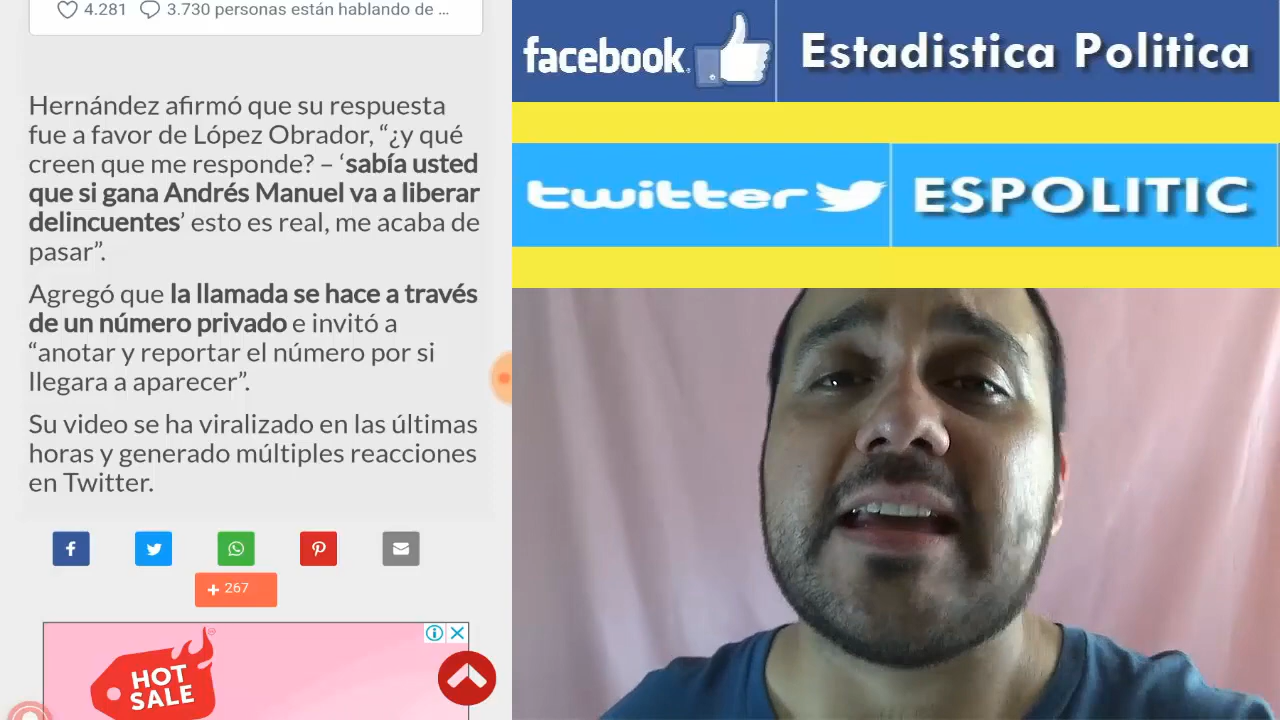 4.281 3.730 personas están hablando de ...
Hernández afirmó que su respuesta
fue a favor de López Obrador, “¿y qué
creen que me responde? – ‘sabía usted
que si gana Andrés Manuel va a liberar
delincuentes’ esto es real, me acaba de
pasar”.
Agregó que la llamada se hace a través
de un número privado e invitó a
“anotar y reportar el número por si
llegara a aparecer”.
Su video se ha viralizado en las últimas
horas y generado múltiples reacciones
en Twitter.
+ 267
HOT
SALE
facebook. Estadistica Politica
twitter ESPOLITIC